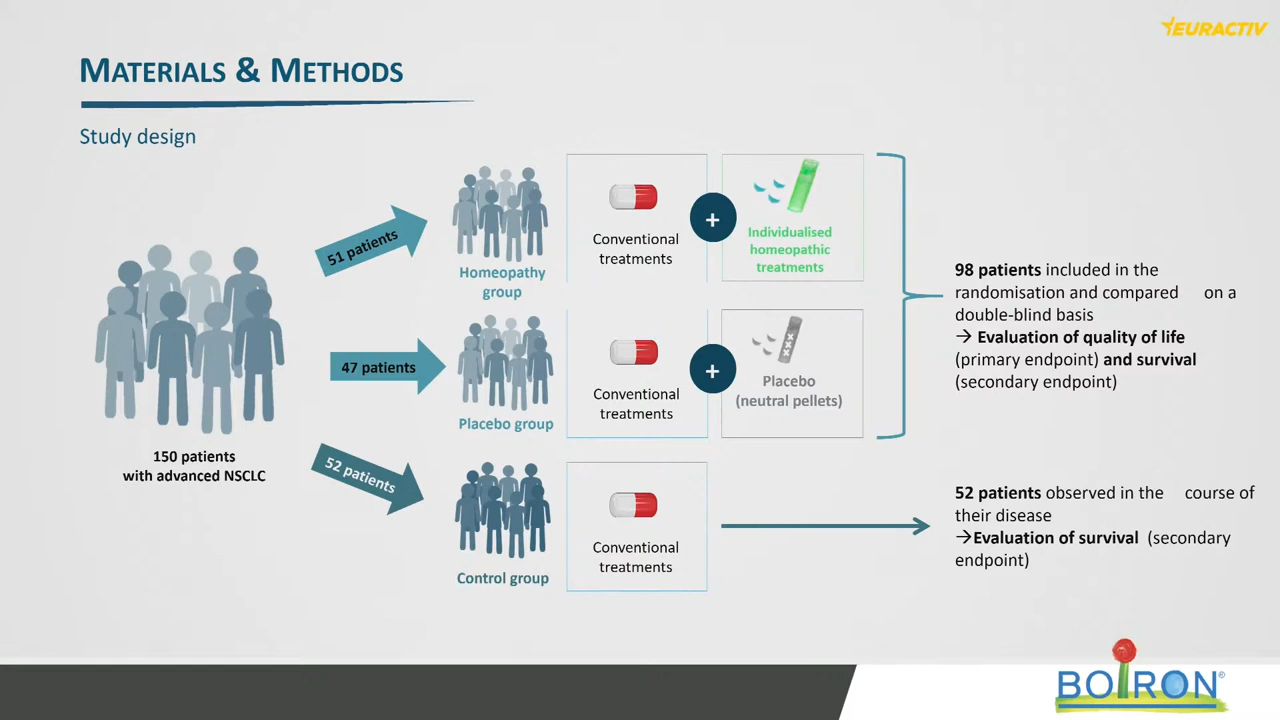 EURACTIV
MATERIALS & METHODS
Study design
51 patients
Homeopathy
group
Conventional
treatments
+
Individualised
homeopathic
treatments
47 patients
Placebo group
Conventional
treatments
+
Placebo
(neutral pellets)
150 patients
with advanced NSCLC
52 patients
Control group
Conventional
treatments
98 patients included in the
randomisation and compared on a
double-blind basis
→ Evaluation of quality of life
(primary endpoint) and survival
(secondary endpoint)
52 patients observed in the course of
their disease
→Evaluation of survival (secondary
endpoint)
BOIRON®